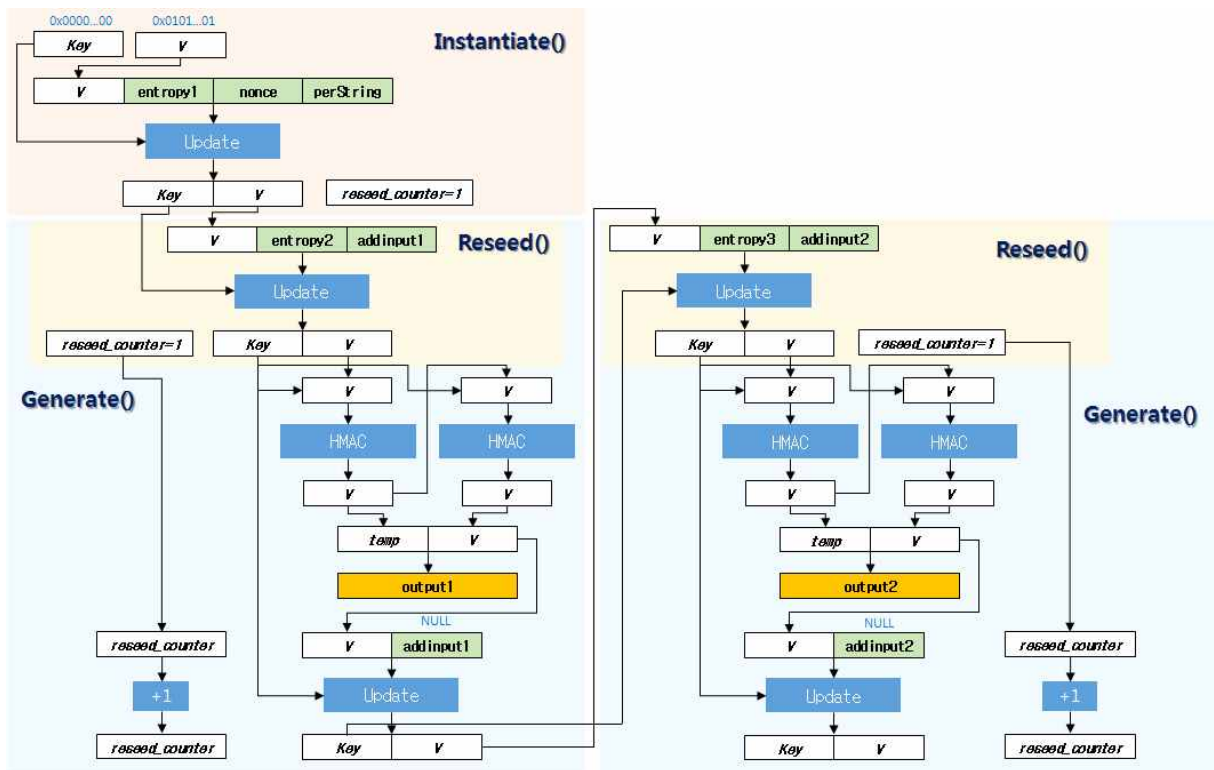 0x0000...00 0x0101...01
Key V
Instantiate()
V entropy1 nonce perString
Update
Key V reseed_counter=1
V entropy2 addinput1 Reseed()
Update
reseed_counter=1 Key V
V V
Generate()
HMAC HMAC
V V
temp V
output1
NULL
reseed_counter V addinput1
+1 Update
reseed_counter Key V
V entropy3 addinput2 Reseed()
Update
Key V reseed_counter=1
V V
Generate()
HMAC HMAC
V V
temp V
output2
NULL
V addinput2 reseed_counter
Update +1
Key V reseed_counter